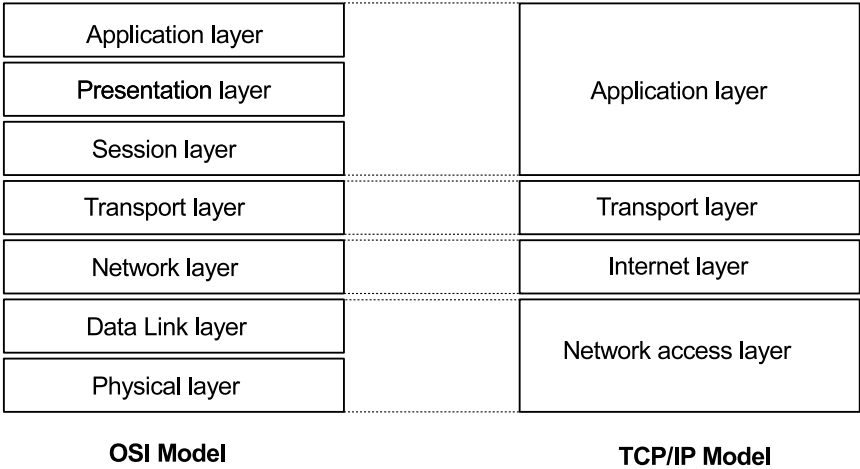 Application layer
Presentation layer
Session layer
Transport layer
Network layer
Data Link layer
Physical layer
OSI Model
Application layer
Transport layer
Internet layer
Network access layer
TCP/IP Model